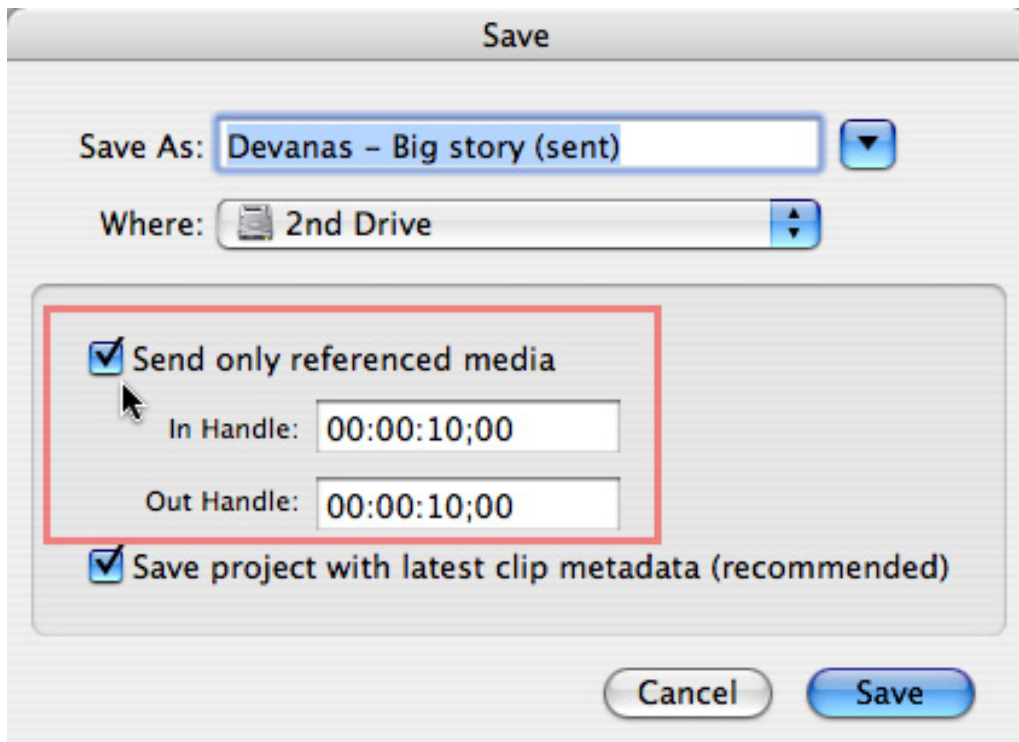 Save
Save As: Devanas – Big story (sent)
Where: 2nd Drive
Send only referenced media
In Handle: 00:00:10;00
Out Handle: 00:00:10;00
Save project with latest clip metadata (recommended)
Cancel Save